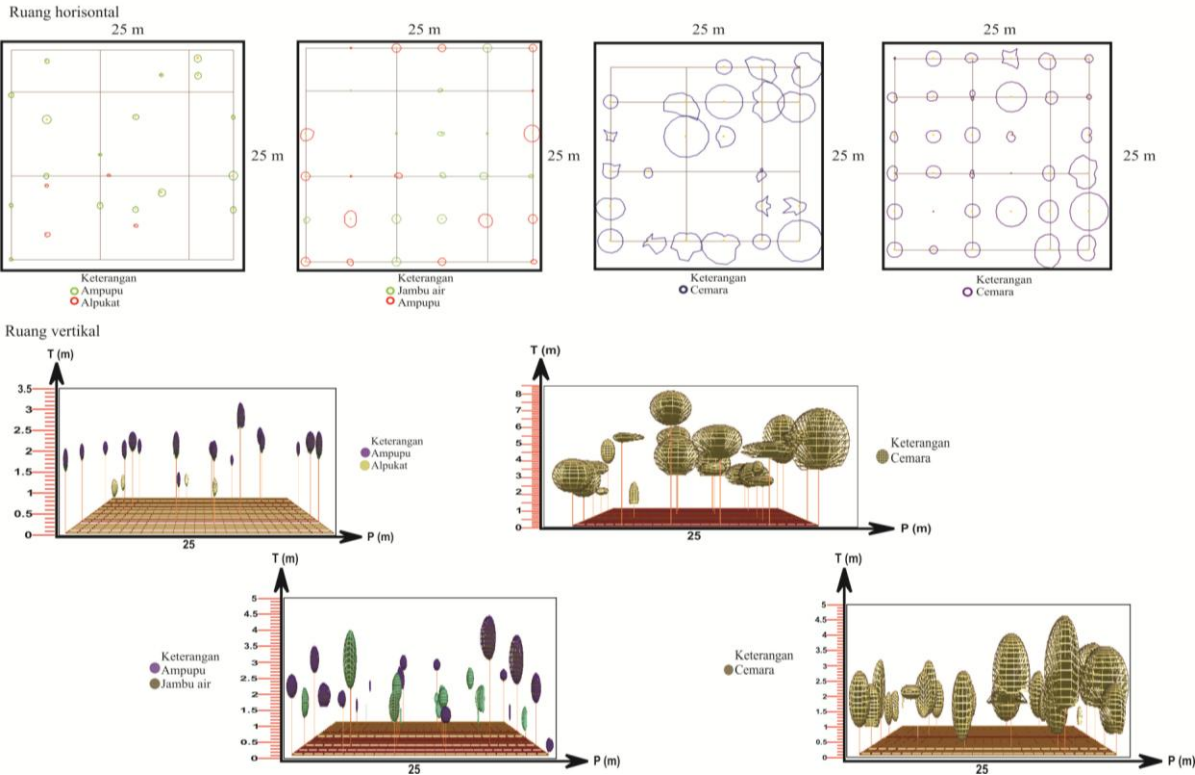 Ruang horisontal
25 m
25 m
25 m
25 m
25 m
25 m
25 m
25 m
Keterangan
Ampupu
Alpukat
Keterangan
Jambu air
Ampupu
Keterangan
Cemara
Keterangan
Cemara
Ruang vertikal
T (m)
3.5
3
2.5
2.0
1.5
1
0.5
0
25
P (m)
Keterangan
Ampupu
Alpukat
T (m)
8
7
6
5
4
3
2
1
0
25
P (m)
Keterangan
Cemara
T (m)
5
4.5
4
3.5
3
2.5
2
1.5
1
0.5
0
25
P (m)
Keterangan
Ampupu
Jambu air
T (m)
5
4.5
4
3.5
3
2.5
2
1.5
1
0.5
0
25
P (m)
Keterangan
Cemara